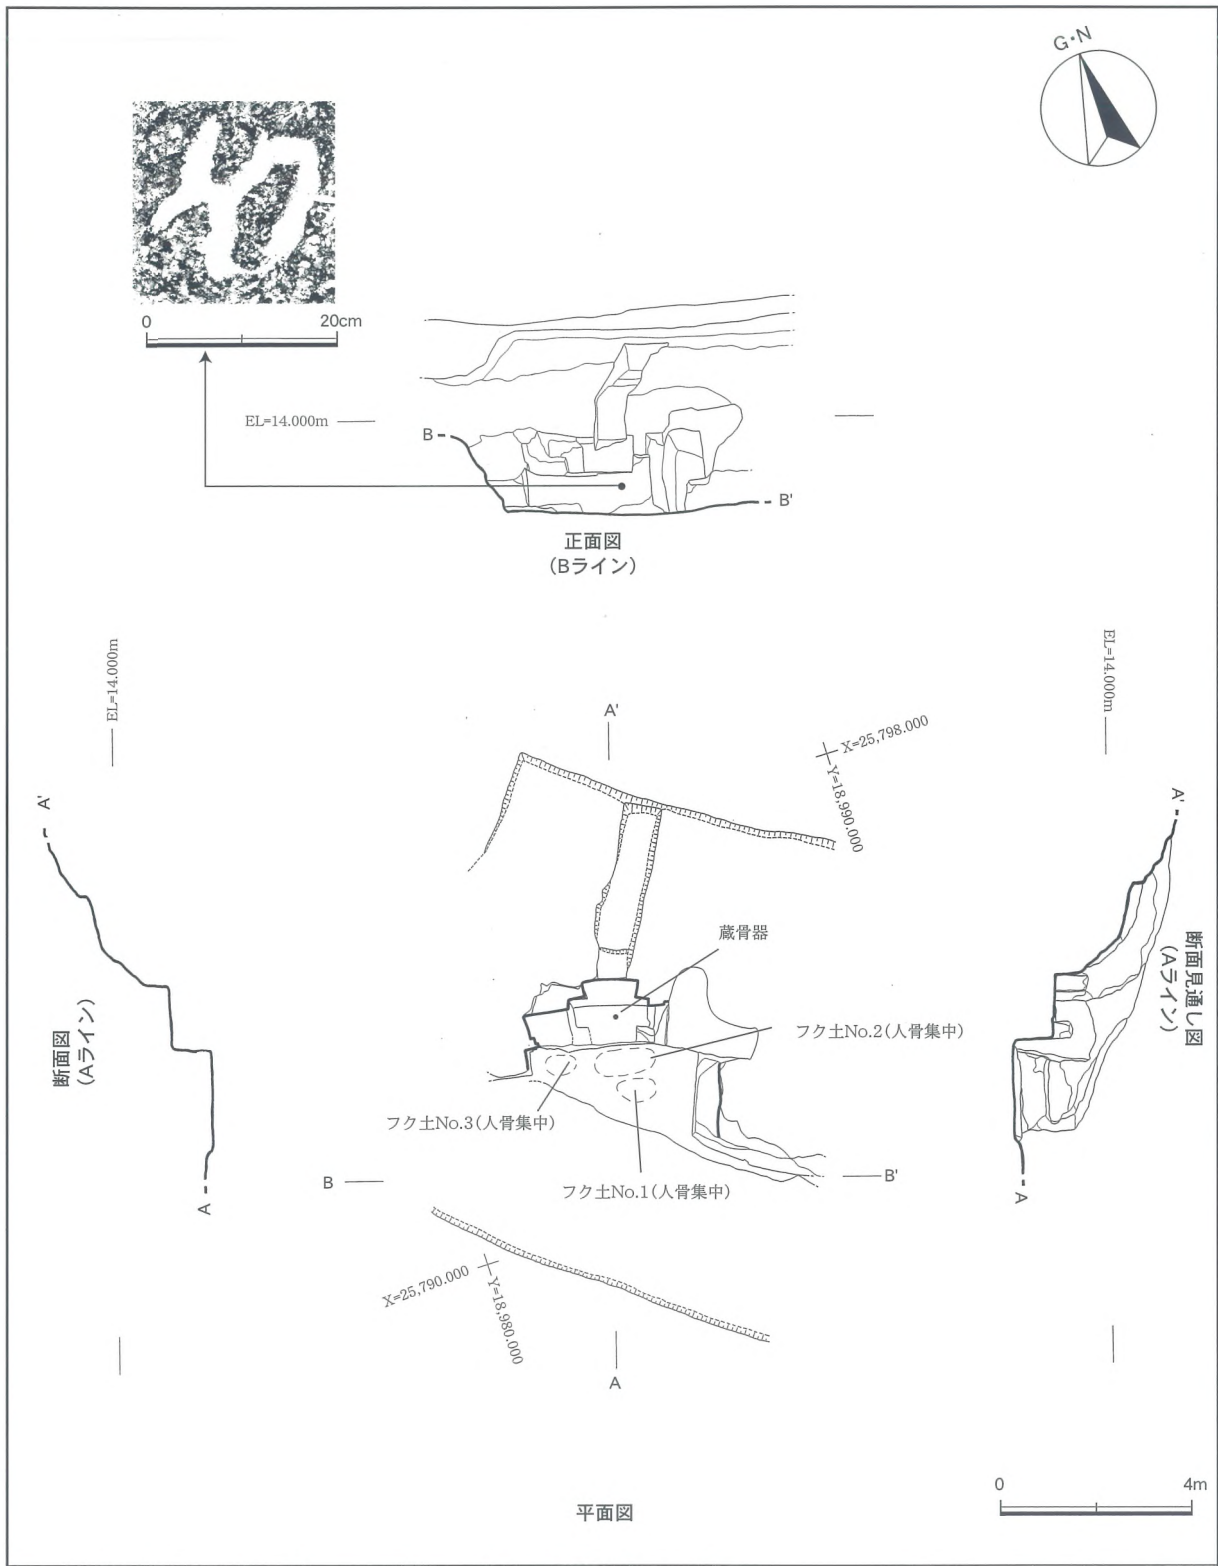 G・N
0 20cm
EL=14.000m
B
B'
正面図
(Bライン)
EL=14.000m
EL=14.000m
A'
A'
A'
X=25,798.000
Y=18,990.000
蔵骨器
断面図
(Aライン)
断面見通し図
(Aライン)
フク土No.2(人骨集中)
フク土No.3(人骨集中)
フク土No.1(人骨集中)
B
B'
A
A
X=25,790.000
Y=18,980.000
A
0 4m
平面図